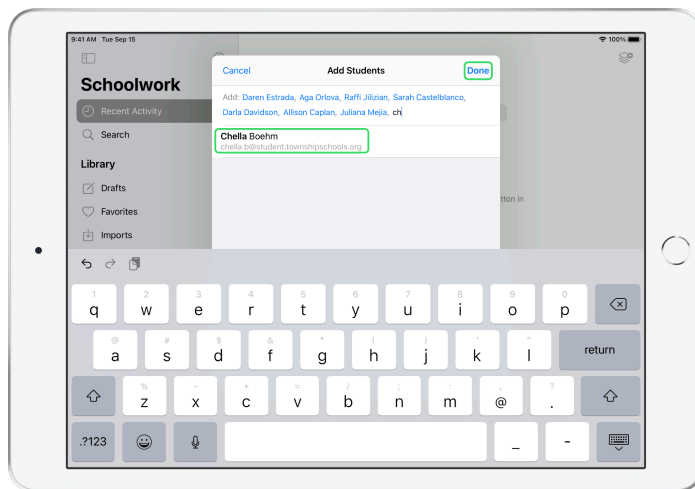 9:41 AM Tue Sep 15
100%
Cancel
Add Students
Done
Schoolwork
Add: Daren Estrada, Aga Orlova, Raffi Jilizian, Sarah Castelblanco,
Darla Davidson, Allison Caplan, Juliana Mejia, ch
Recent Activity
Search
Chella Boehm
chella.b@student.townshipschools.org
Library
Drafts
tton in
Favorites
Imports
1 2 3 4 5 6 7 8 9 0
q w e r t y u i o p
@ # $ & * ( ) ' "
a s d f g h j k l return
% - + = / ; : , ?
z x c v b n m @ .
.?123 _ -